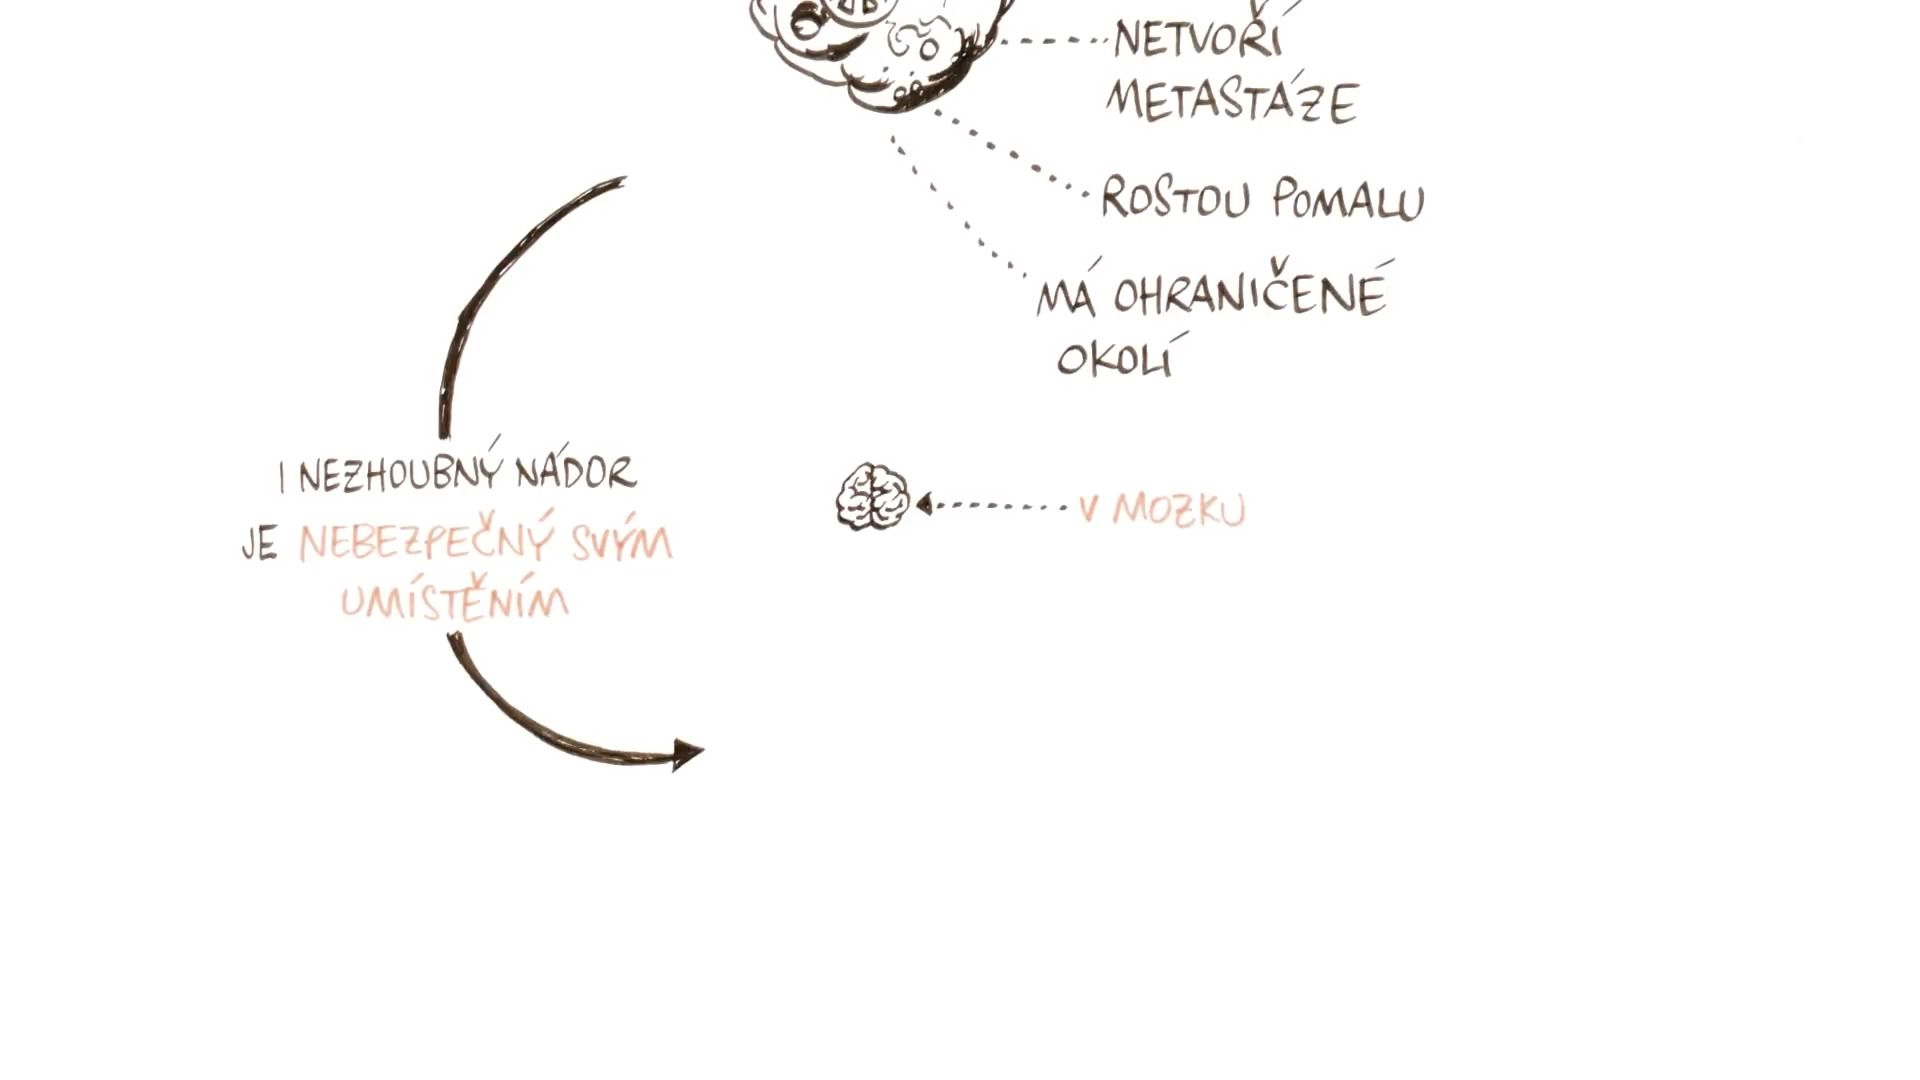 NETVOŘÍ
METASTÁZE
ROSTOU POMALU
MÁ OHRANIČENÉ
OKOLÍ
I NEZHOUBNÝ NÁDOR
JE NEBEZPEČNÝ SVÝM
UMÍSTĚNÍM
V MOZKU